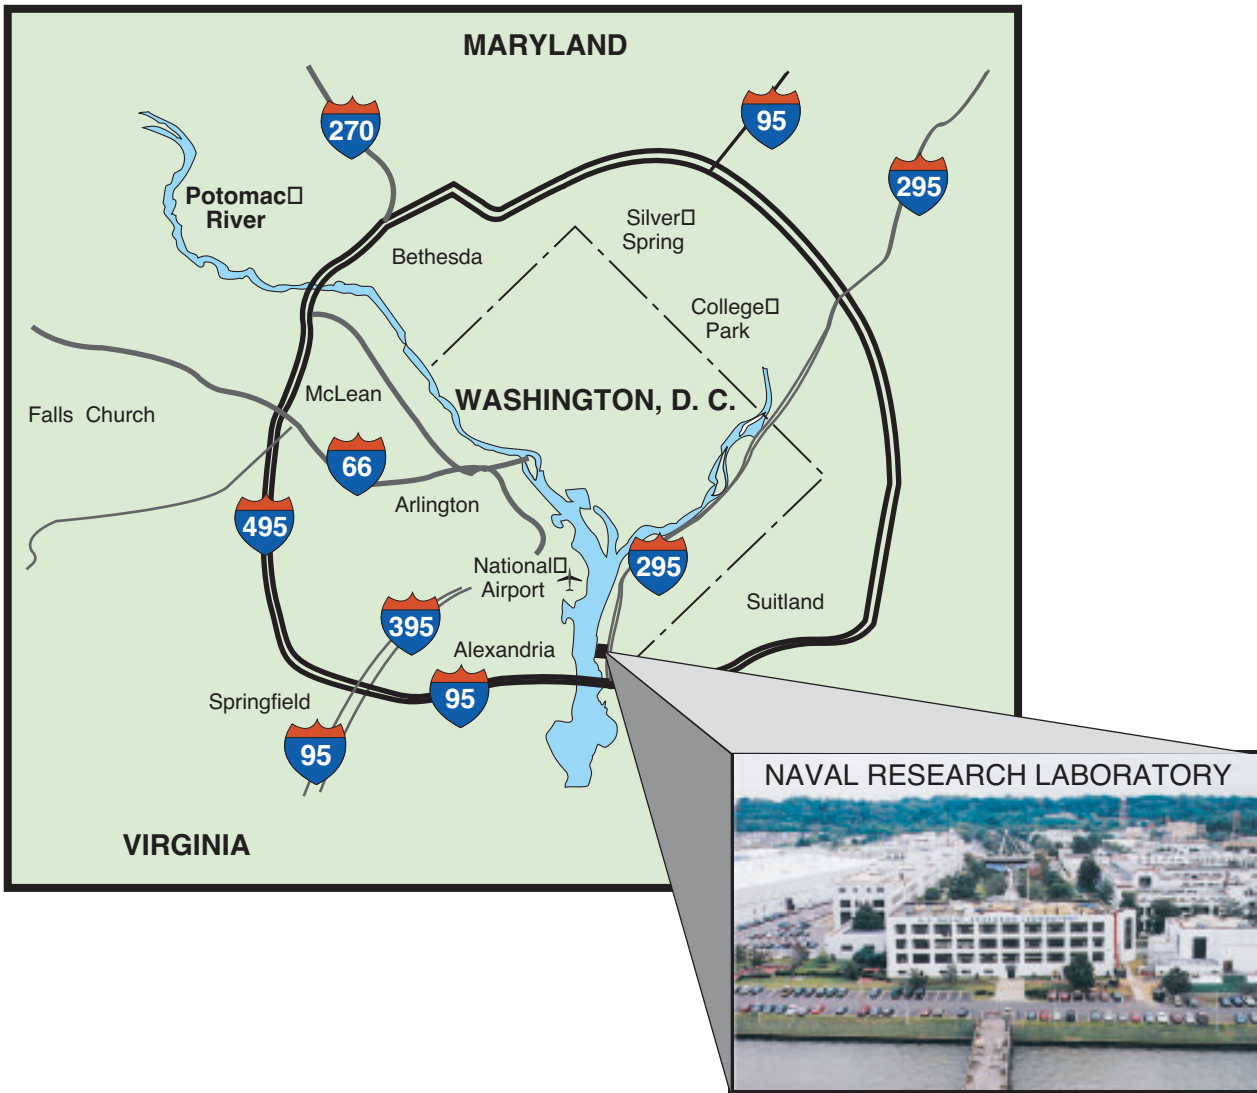 MARYLAND
270
95
295
Potomac□
River
Silver□
Spring
Bethesda
College□
Park
McLean
WASHINGTON, D. C.
Falls Church
66
Arlington
495
National□
Airport
295
Suitland
395
Alexandria
Springfield
95
95
NAVAL RESEARCH LABORATORY
VIRGINIA